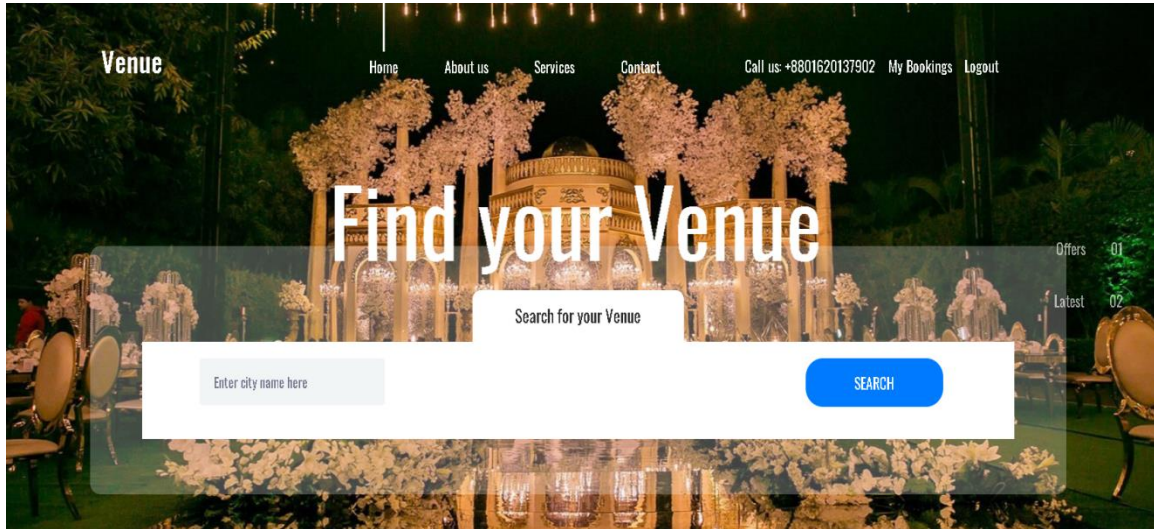 Venue
Home About us Services Contact Call us: +8801620137902 My Bookings Logout
Find your Venue
Offers 01
Latest 02
Search for your Venue
Enter city name here
SEARCH